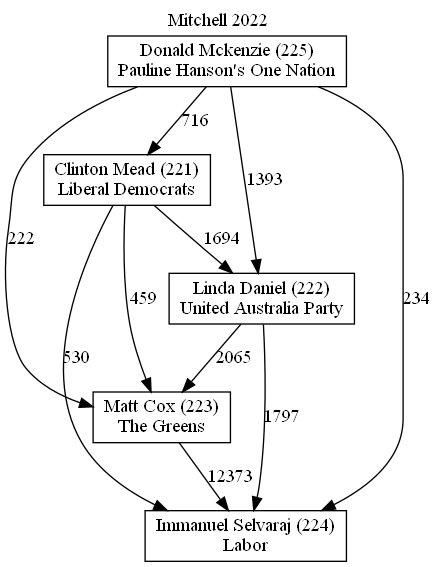 Mitchell 2022
Donald Mckenzie (225)
Pauline Hanson's One Nation
716
Clinton Mead (221)
Liberal Democrats
1393
222
1694
234
Linda Daniel (222)
United Australia Party
459
530
2065
1797
Matt Cox (223)
The Greens
12373
Immanuel Selvaraj (224)
Labor